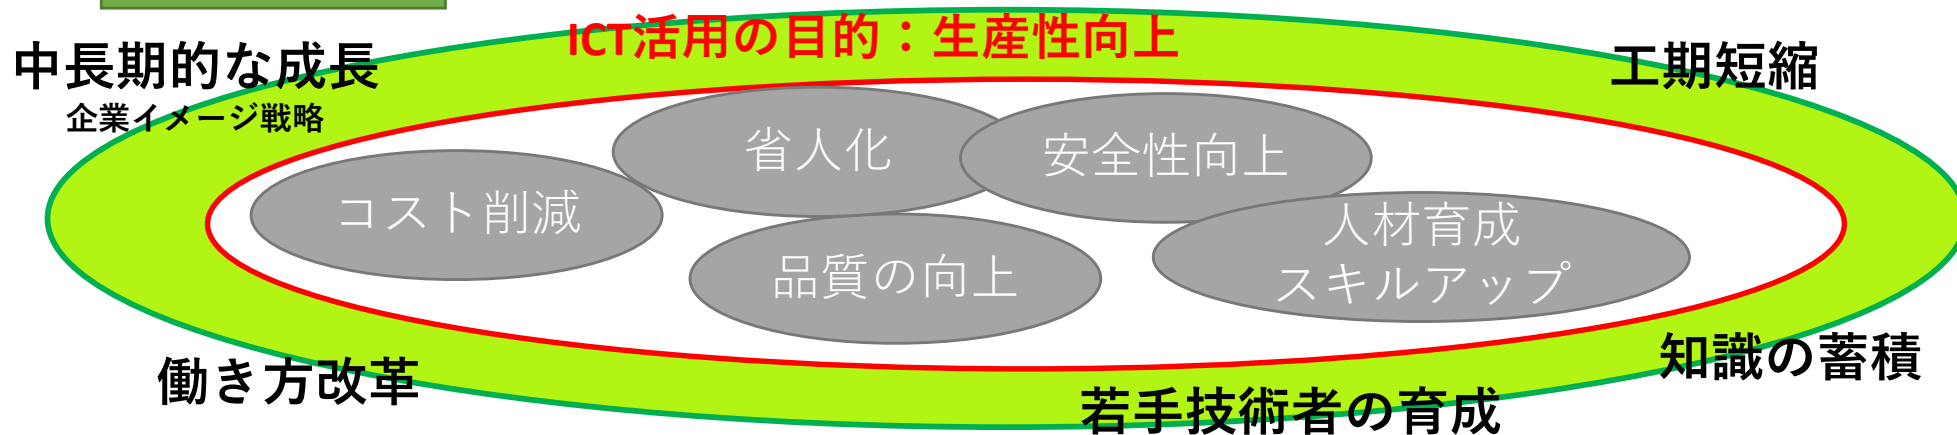 ICT活用の目的：生産性向上
中長期的な成長
企業イメージ戦略
工期短縮
省人化
安全性向上
コスト削減
人材育成
スキルアップ
品質の向上
働き方改革
知識の蓄積
若手技術者の育成